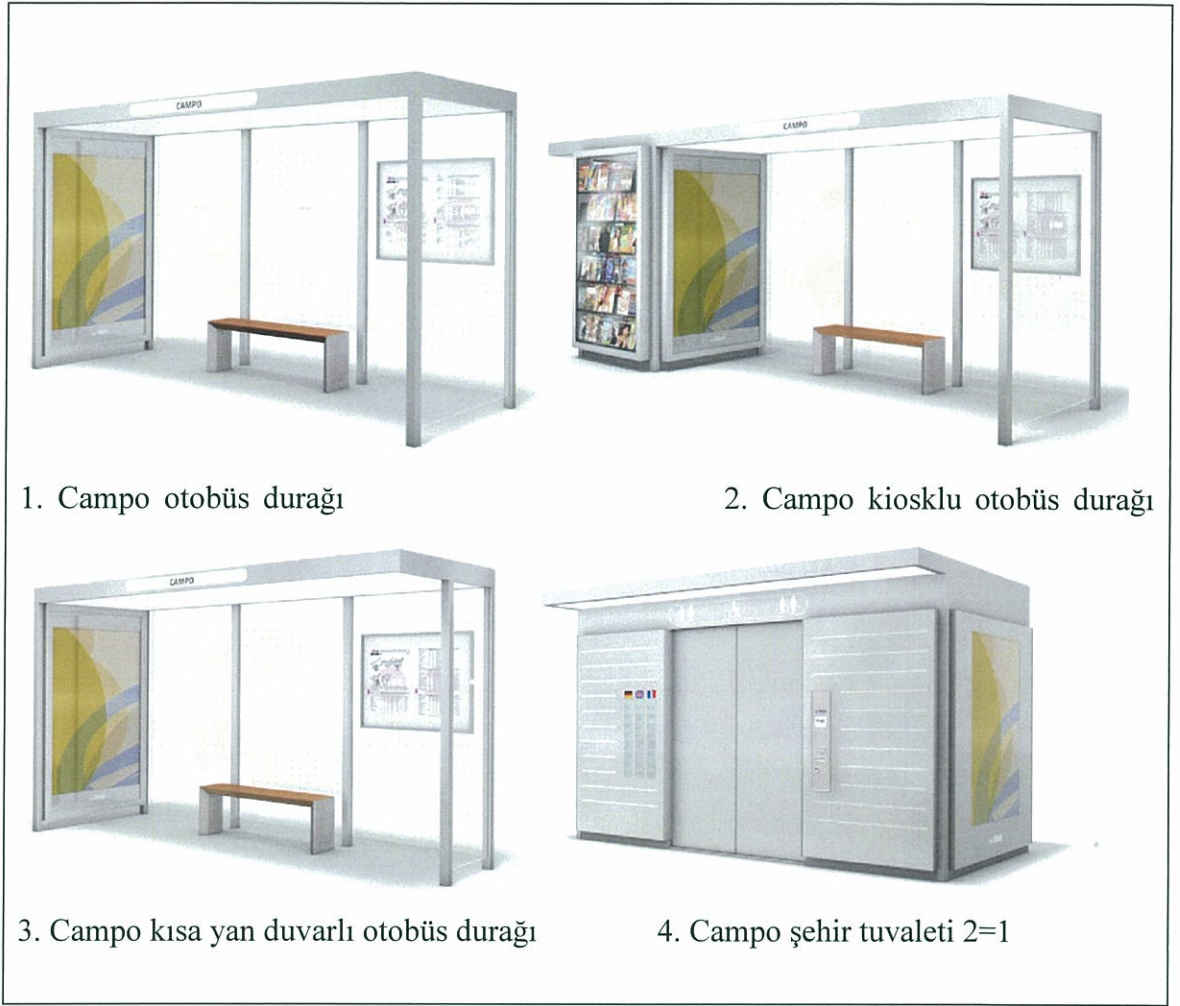 CAMPO
CAMPO
1. Campo otobüs durağı
2. Campo kiosklu otobüs durağı
CAMPO
3. Campo kısa yan duvarlı otobüs durağı
4. Campo şehir tuvaleti 2=1